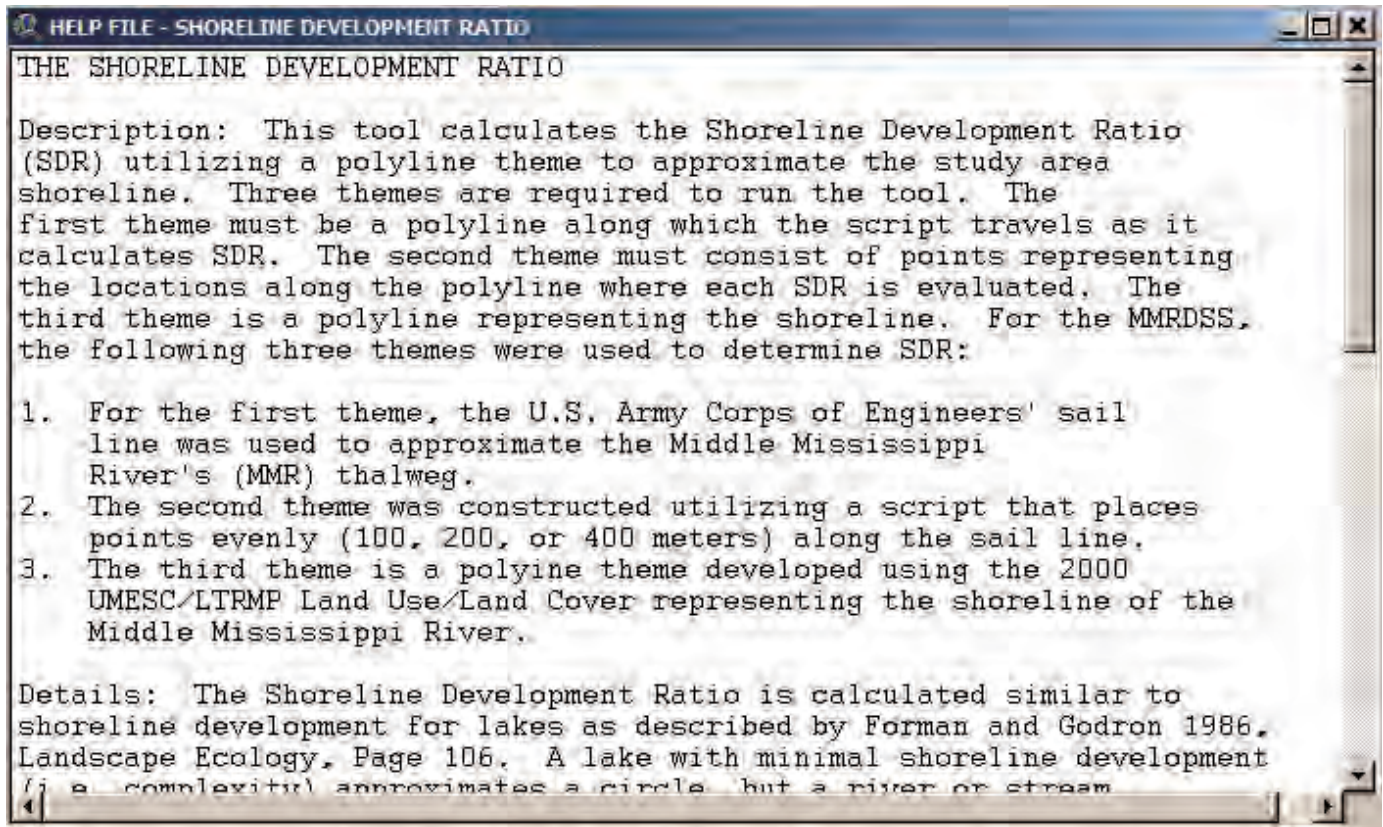 HELP FILE - SHORELINE DEVELOPMENT RATIO
THE SHORELINE DEVELOPMENT RATIO
Description: This tool calculates the Shoreline Development Ratio
(SDR) utilizing a polyline theme to approximate the study area
shoreline. Three themes are required to run the tool. The
first theme must be a polyline along which the script travels as it
calculates SDR. The second theme must consist of points representing
the locations along the polyline where each SDR is evaluated. The
third theme is a polyline representing the shoreline. For the MMRDSS,
the following three themes were used to determine SDR:
1. For the first theme, the U.S. Army Corps of Engineers' sail
line was used to approximate the Middle Mississippi
River's (MMR) thalweg.
2. The second theme was constructed utilizing a script that places
points evenly (100, 200, or 400 meters) along the sail line.
3. The third theme is a polyine theme developed using the 2000
UMESC/LTRMP Land Use/Land Cover representing the shoreline of the
Middle Mississippi River.
Details: The Shoreline Development Ratio is calculated similar to
shoreline development for lakes as described by Forman and Godron 1986,
Landscape Ecology, Page 106. A lake with minimal shoreline development
(i.e. complexity) approximates a circle, but a river or stream